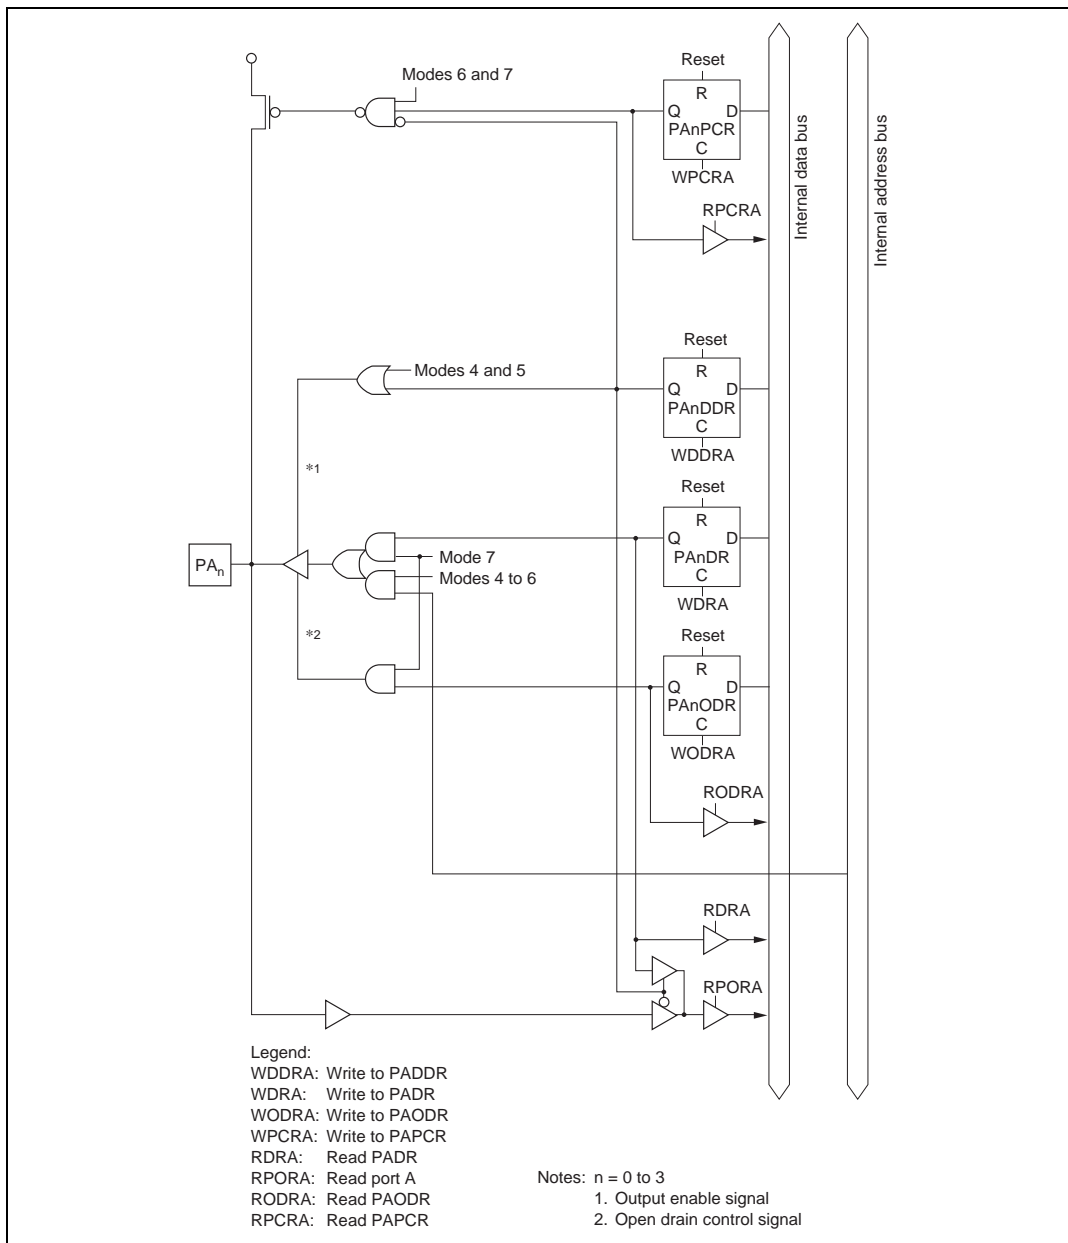 Modes 6 and 7
Reset
R
Q D
PAnPCR
C
WPCRA
RPCRA
Internal data bus
Internal address bus
Reset
R
Modes 4 and 5
Q D
PAnDDR
C
WDDRA
*1
Reset
R
Q D
PAnDR
C
WDRA
PAn
Mode 7
Modes 4 to 6
*2
Reset
R
Q D
PAnODR
C
WODRA
RODRA
RDRA
RPORA
Legend:
WDDRA: Write to PADDR
WDRA: Write to PADR
WODRA: Write to PAODR
WPCRA: Write to PAPCR
RDRA: Read PADR
RPORA: Read port A
RODRA: Read PAODR
RPCRA: Read PAPCR
Notes: n = 0 to 3
1. Output enable signal
2. Open drain control signal